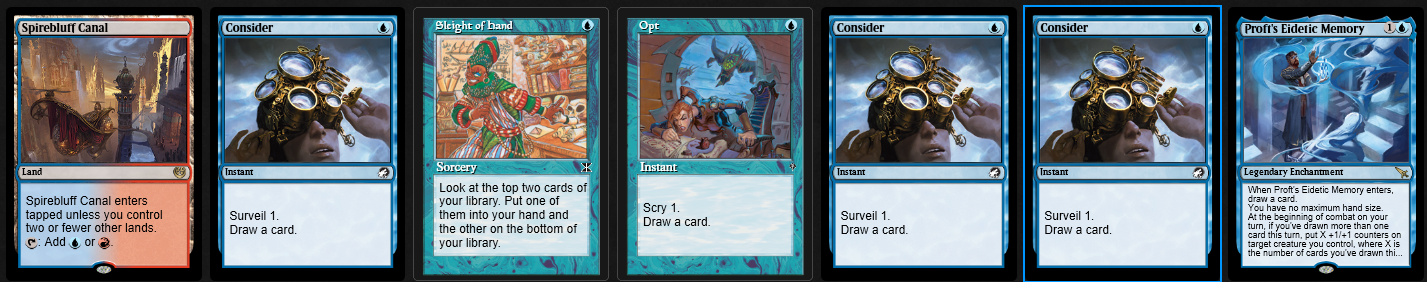 Spirebluff Canal
Land
Spirebluff Canal enters
tapped unless you control
two or fewer other lands.
: Add or .
Consider
Instant
Surveil 1.
Draw a card.
Sleight of Hand
Sorcery
Look at the top two cards of
your library. Put one of
them into your hand and
the other on the bottom of
your library.
Opt
Instant
Scry 1.
Draw a card.
Consider
Instant
Surveil 1.
Draw a card.
Consider
Instant
Surveil 1.
Draw a card.
Proft's Eidetic Memory 1
Legendary Enchantment
When Proft's Eidetic Memory enters,
draw a card.
You have no maximum hand size.
At the beginning of combat on your
turn, if you've drawn more than one
card this turn, put X +1/+1 counters on
target creature you control, where X is
the number of cards you've drawn thi...